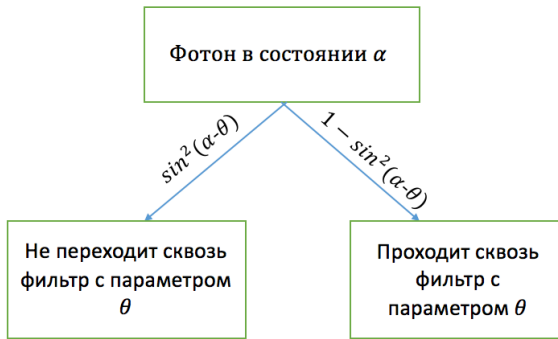 Фотон в состоянии α
sin²(α-θ)
1 − sin²(α-θ)
Не переходит сквозь
фильтр с параметром
θ
Проходит сквозь
фильтр с
параметром θ